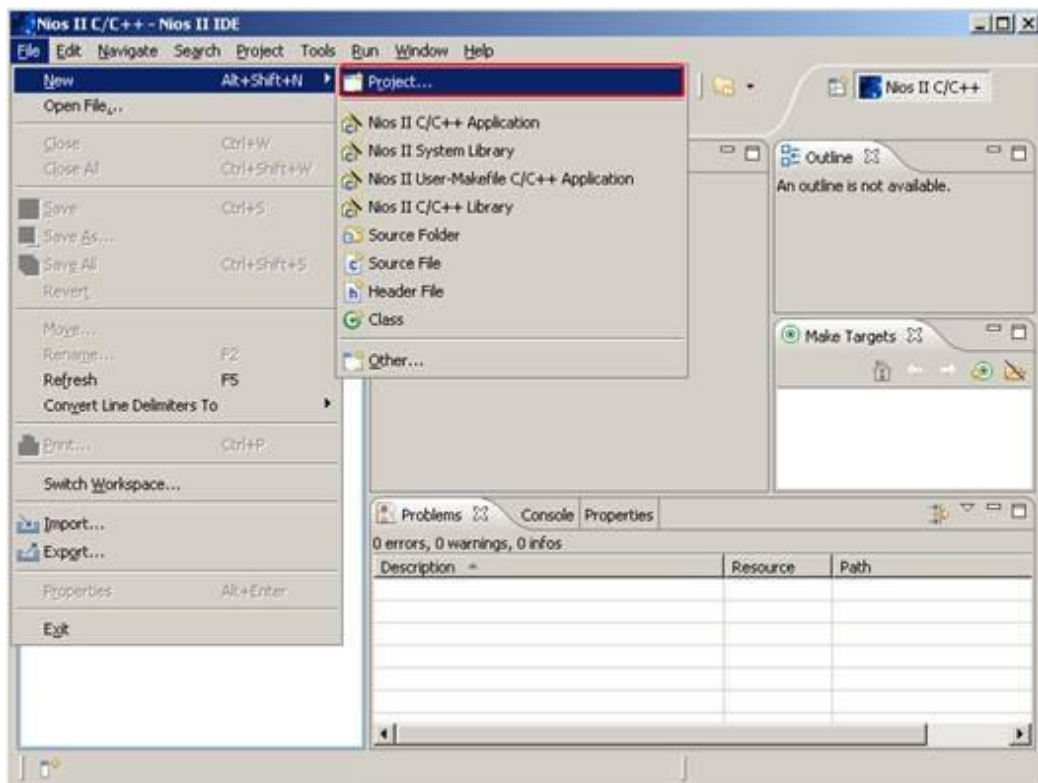 Nios II C/C++ - Nios II IDE
File Edit Navigate Search Project Tools Run Window Help
New Alt+Shift+N
Open File...
Close Ctrl+W
Close All Ctrl+Shift+W
Save Ctrl+S
Save As...
Save All Ctrl+Shift+S
Revert
Move...
Rename... F2
Refresh F5
Convert Line Delimiters To
Print... Ctrl+P
Switch Workspace...
Import...
Export...
Properties Alt+Enter
Exit
Project...
Nios II C/C++ Application
Nios II System Library
Nios II User-Makefile C/C++ Application
Nios II C/C++ Library
Source Folder
Source File
Header File
Class
Other...
Nios II C/C++
Outline
An outline is not available.
Make Targets
Problems Console Properties
0 errors, 0 warnings, 0 infos
Description Resource Path